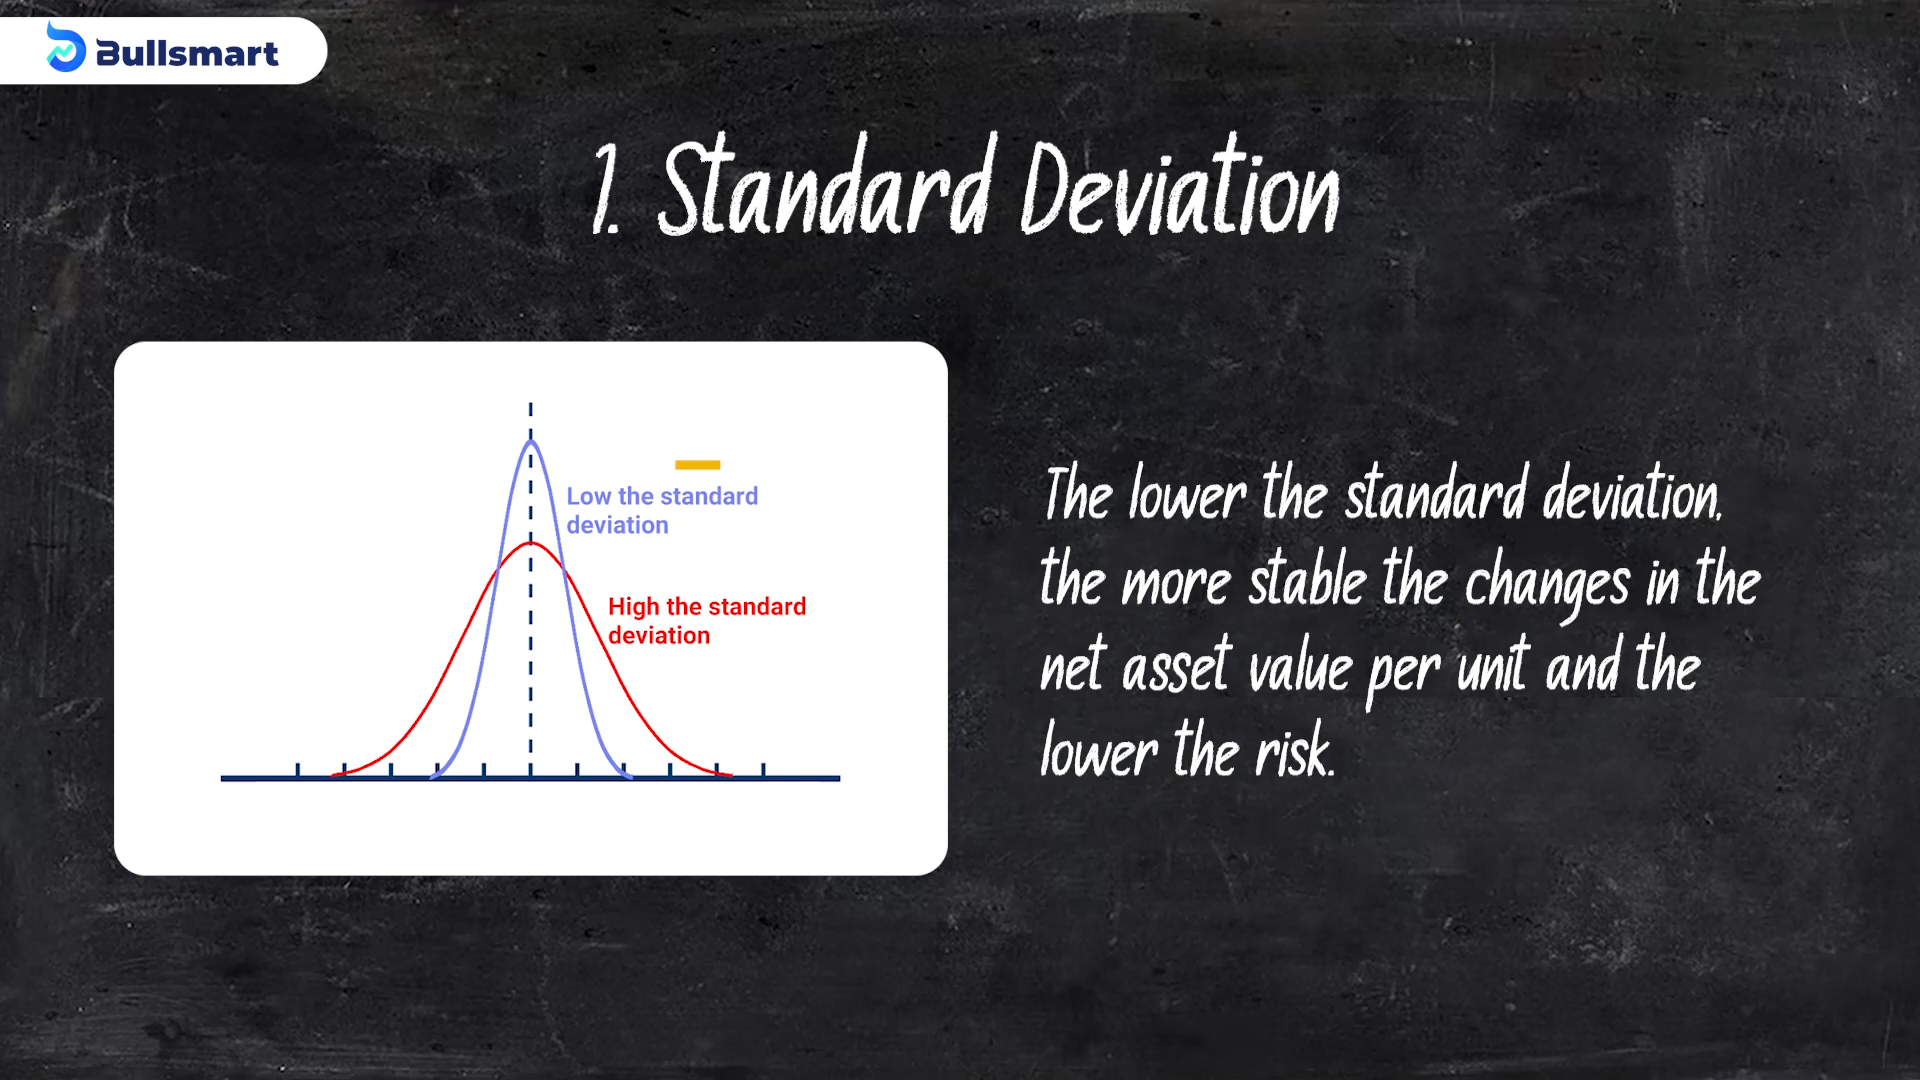 Bullsmart
1. Standard Deviation
Low the standard
deviation
High the standard
deviation
The lower the standard deviation,
the more stable the changes in the
net asset value per unit and the
lower the risk.